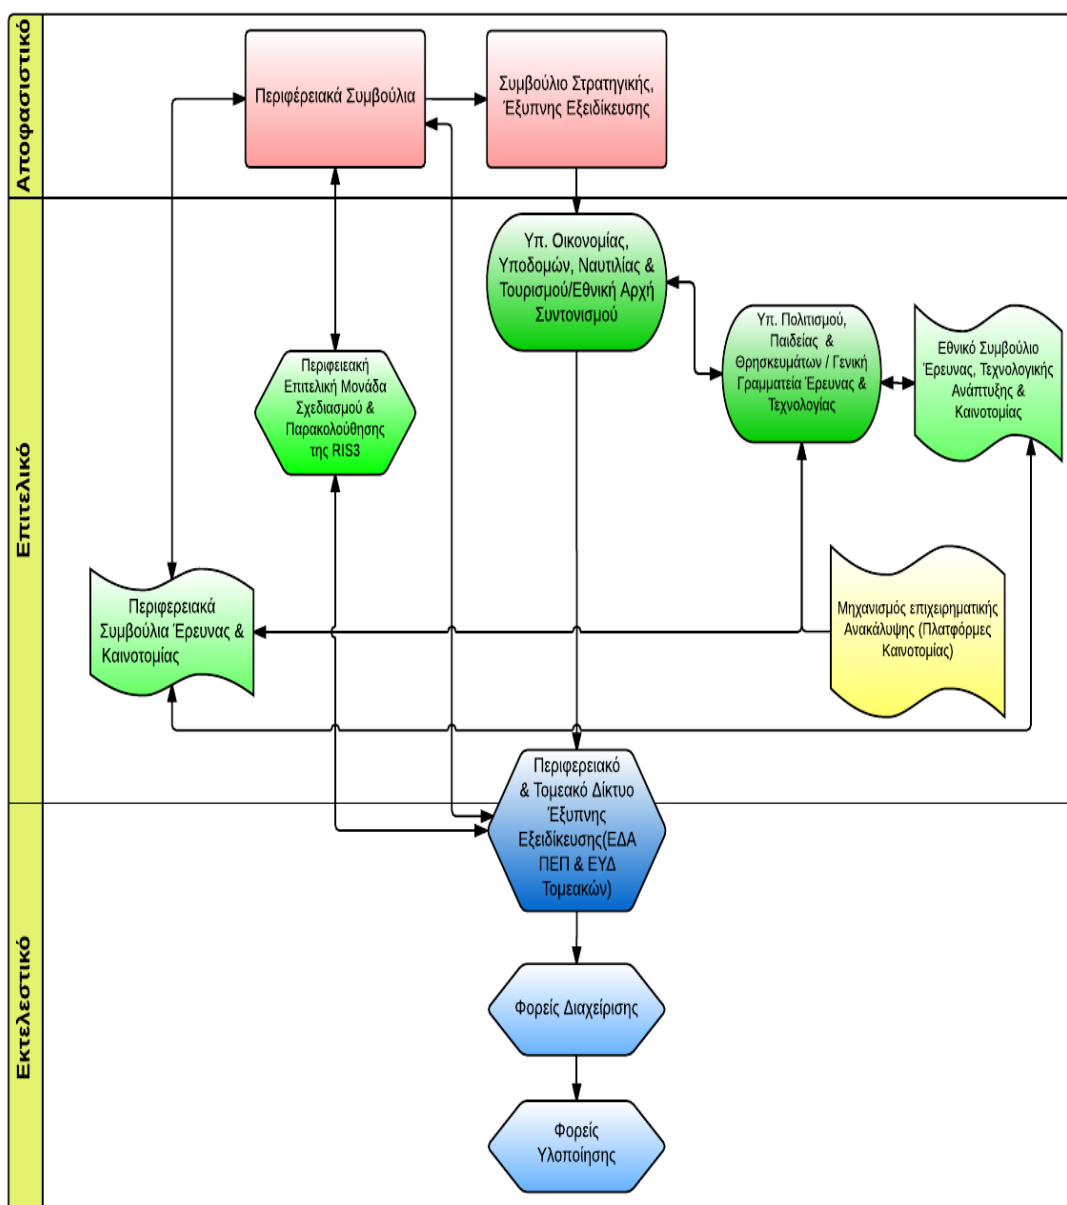 Αποφασιστικό
Περιφέρειακά Συμβούλια
Συμβούλιο Στρατηγικής,
Έξυπνης Εξειδίκευσης
Επιτελικό
Υπ. Οικονομίας,
Υποδομών, Ναυτιλίας &
Τουρισμού/Εθνική Αρχή
Συντονισμού
Υπ. Πολιτισμού,
Παιδείας &
Θρησκευμάτων / Γενική
Γραμματεία Έρευνας &
Τεχνολογίας
Εθνικό Συμβούλιο
Έρευνας, Τεχνολογικής
Ανάπτυξης &
Καινοτομίας
Περιφειεακή
Επιτελική Μονάδα
Σχεδιασμού &
Παρακολούθησης
της RIS3
Περιφερειακά
Συμβούλια Έρευνας &
Καινοτομίας
Μηχανισμός επιχειρηματικής
Ανακάλυψης (Πλατφόρμες
Καινοτομίας)
Περιφερειακό
& Τομεακό Δίκτυο
Έξυπνης
Εξειδίκευσης(ΕΔΑ
ΠΕΠ & ΕΥΔ
Τομεακών)
Εκτελεστικό
Φορείς Διαχείρισης
Φορείς
Υλοποίησης